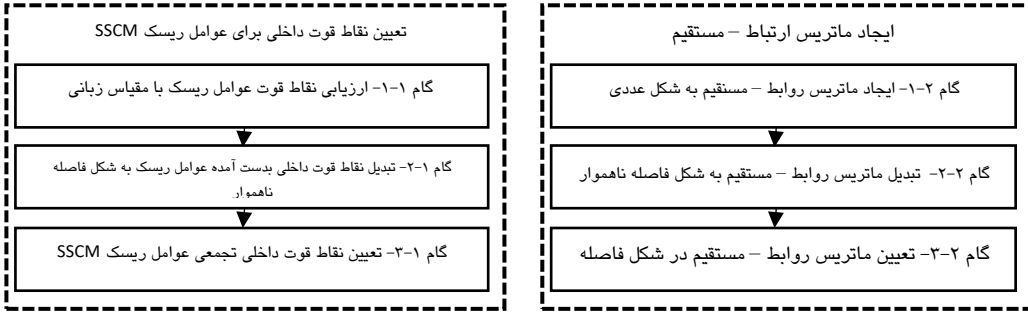 ایجاد ماتریس ارتباط – مستقیم
گام ۲-۱- ایجاد ماتریس روابط – مسنقیم به شکل عددی
گام ۲-۲- تبدیل ماتریس روابط – مستقیم به شکل فاصله ناهموار
گام ۲-۳- تعیین ماتریس روابط – مستقیم در شکل فاصله
تعیین نقاط قوت داخلی برای عوامل ریسک SSCM
گام ۱-۱- ارزیابی نقاط قوت عوامل ریسک با مقیاس زبانی
گام ۱-۲- تبدیل نقاط قوت داخلی بدست آمده عوامل ریسک به شکل فاصله
ناهموار
گام ۱-۳- تعیین نقاط قوت داخلی تجمعی عوامل ریسک SSCM